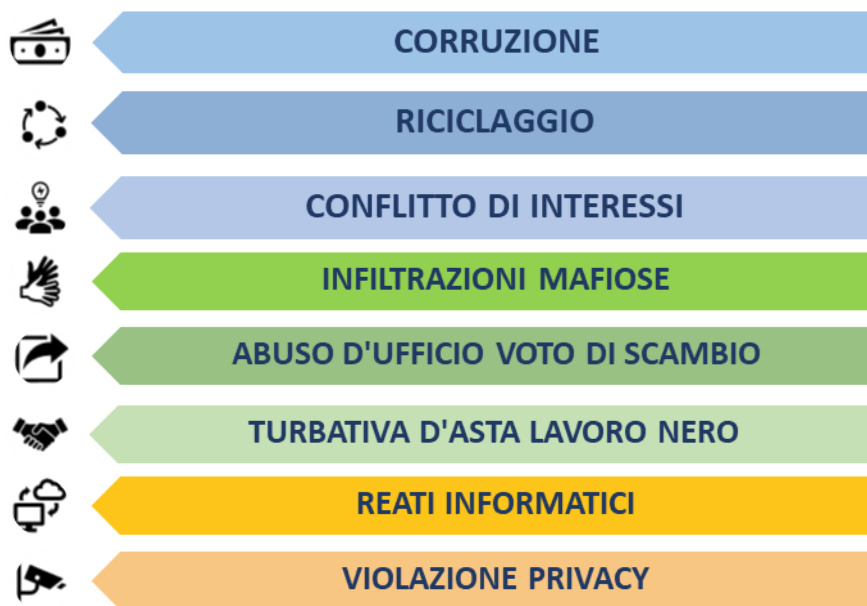 CORRUZIONE
RICICLAGGIO
CONFLITTO DI INTERESSI
INFILTRAZIONI MAFIOSE
ABUSO D'UFFICIO VOTO DI SCAMBIO
TURBATIVA D'ASTA LAVORO NERO
REATI INFORMATICI
VIOLAZIONE PRIVACY